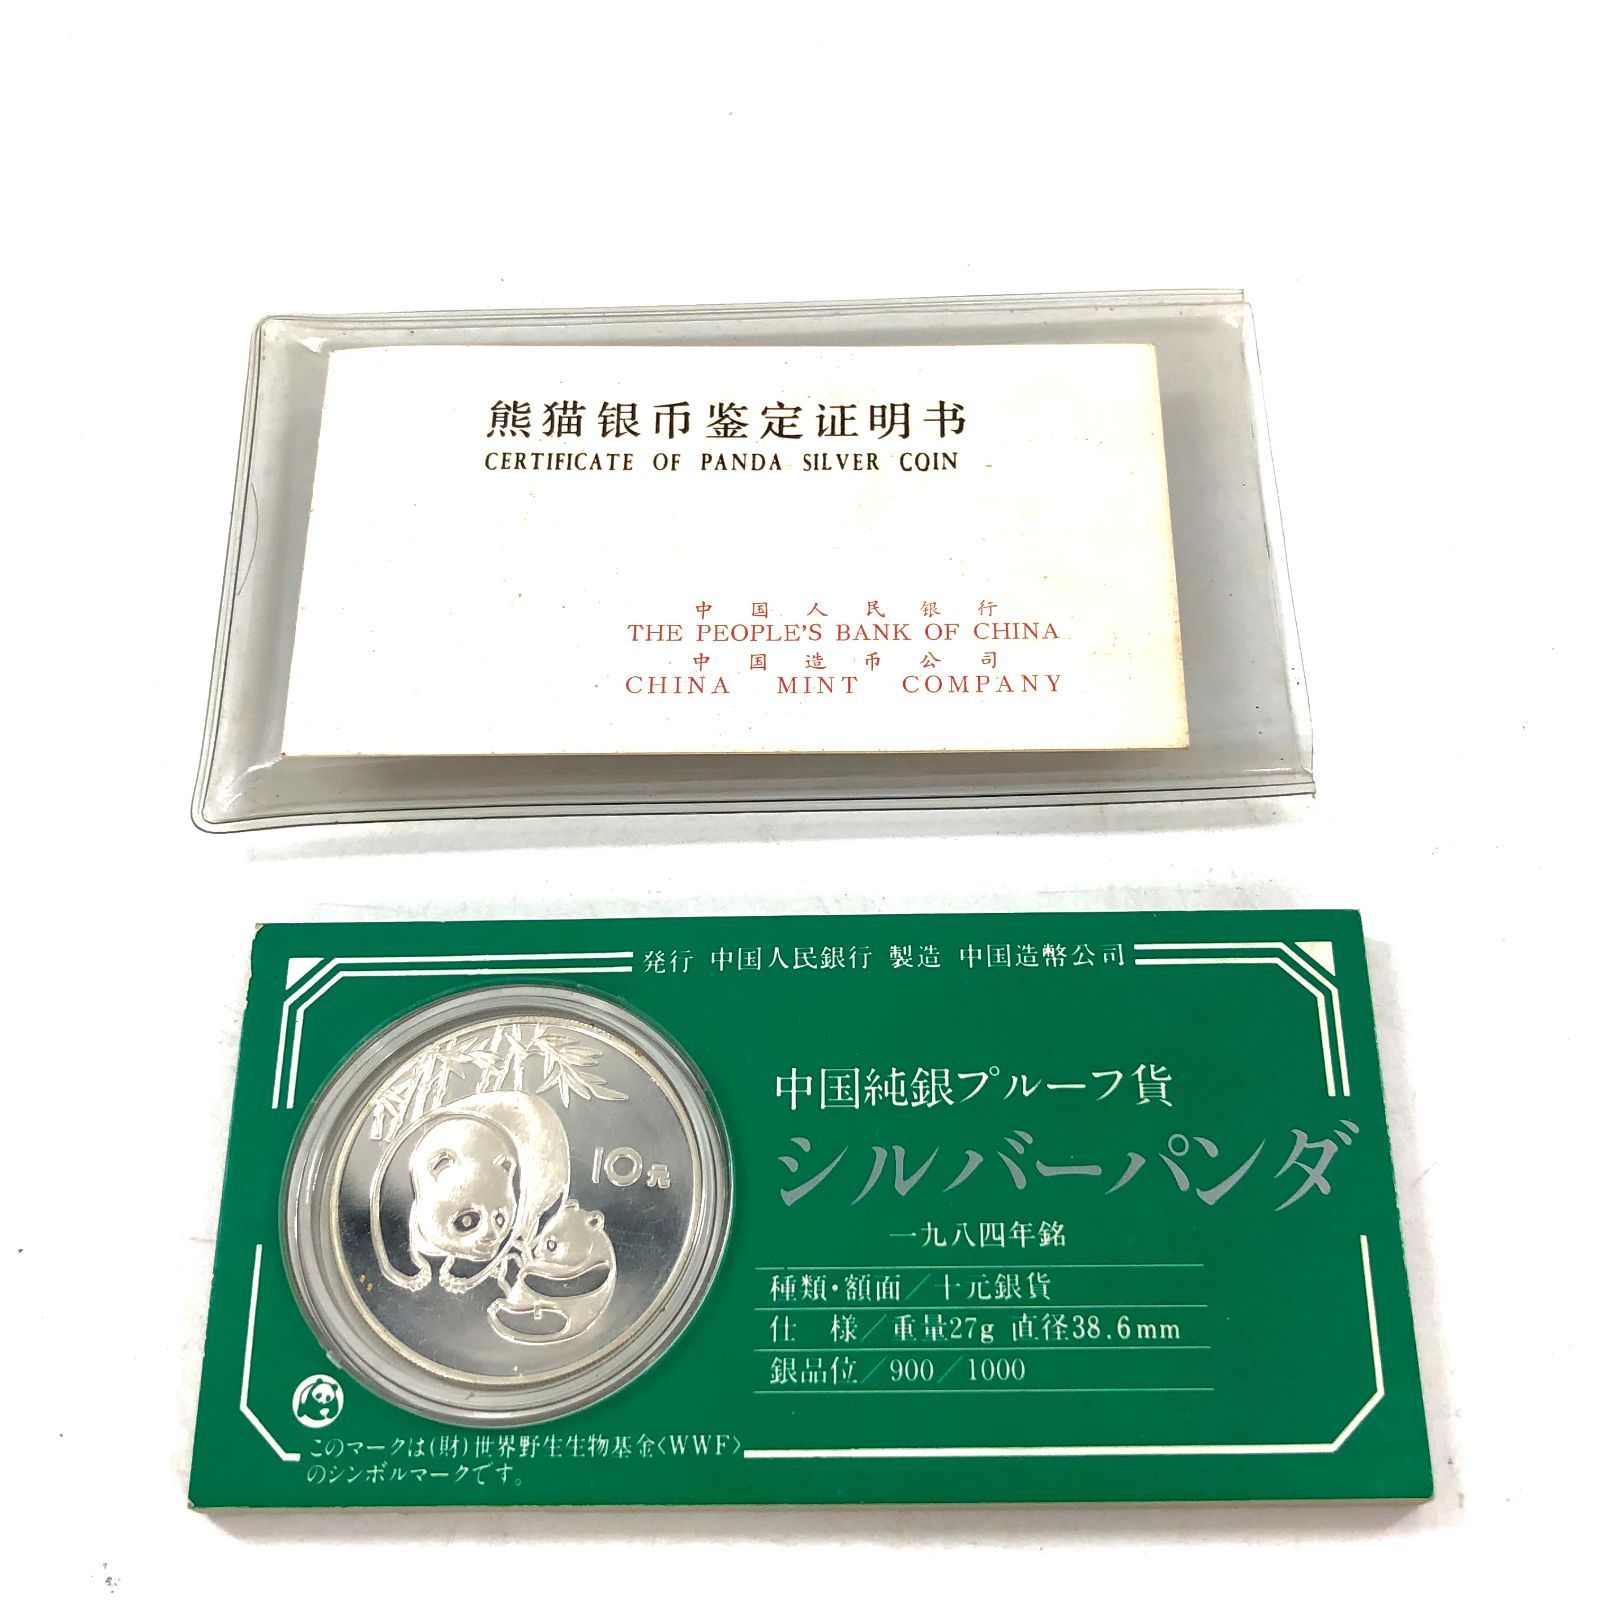 熊猫银币鉴定证明书
CERTIFICATE OF PANDA SILVER COIN
中国人民银行
THE PEOPLE'S BANK OF CHINA
中国造币公司
CHINA MINT COMPANY
発行 中国人民銀行 製造 中国造幣公司
10元
中国純銀プルーフ貨
シルバーパンダ
一九八四年銘
種類・額面／十元銀貨
仕 様／重量27g 直径38.6mm
銀品位／900／1000
このマークは(財)世界野生生物基金〈WWF〉
のシンボルマークです。